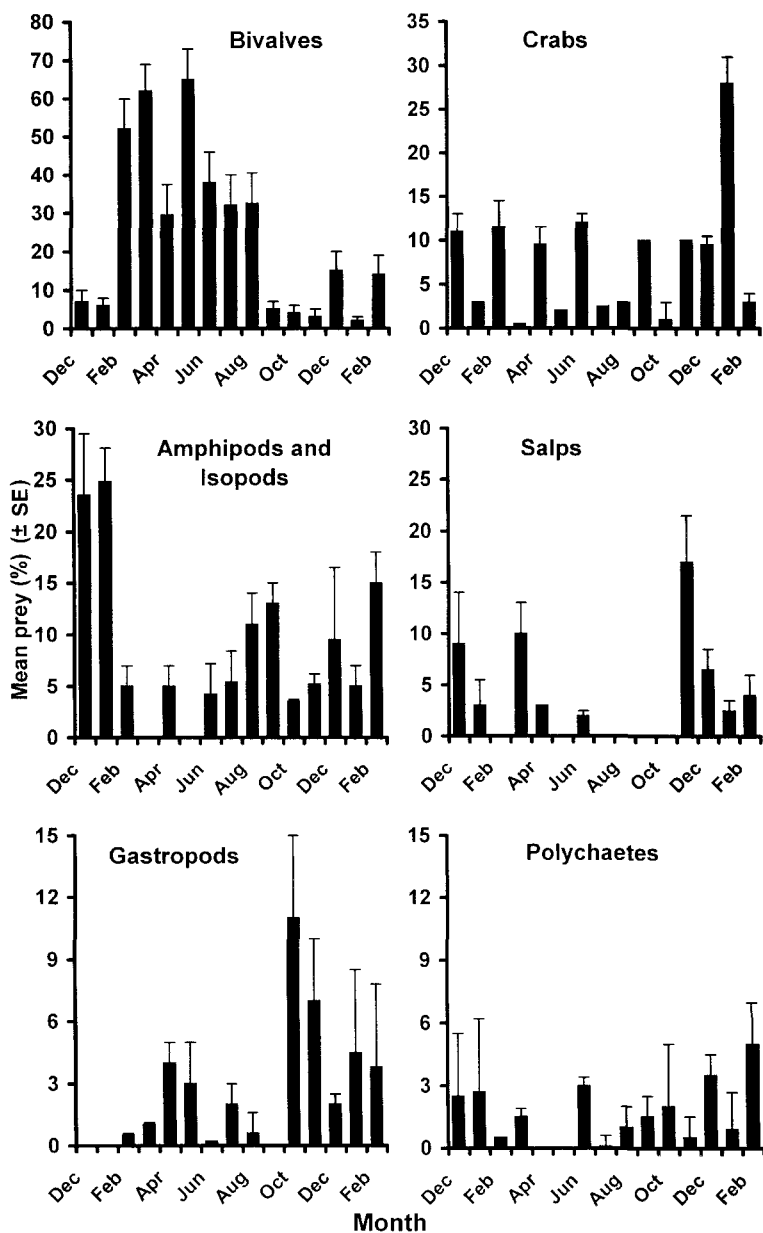 Bivalves
80
70
60
50
40
30
20
10
0
Dec Feb Apr Jun Aug Oct Dec Feb
Crabs
35
30
25
20
15
10
5
0
Dec Feb Apr Jun Aug Oct Dec Feb
Mean prey (%) (± SE)
Amphipods and
Isopods
30
25
20
15
10
5
0
Dec Feb Apr Jun Aug Oct Dec Feb
Salps
30
25
20
15
10
5
0
Dec Feb Apr Jun Aug Oct Dec Feb
Gastropods
15
12
9
6
3
0
Dec Feb Apr Jun Aug Oct Dec Feb
Polychaetes
15
12
9
6
3
0
Dec Feb Apr Jun Aug Oct Dec Feb
Month